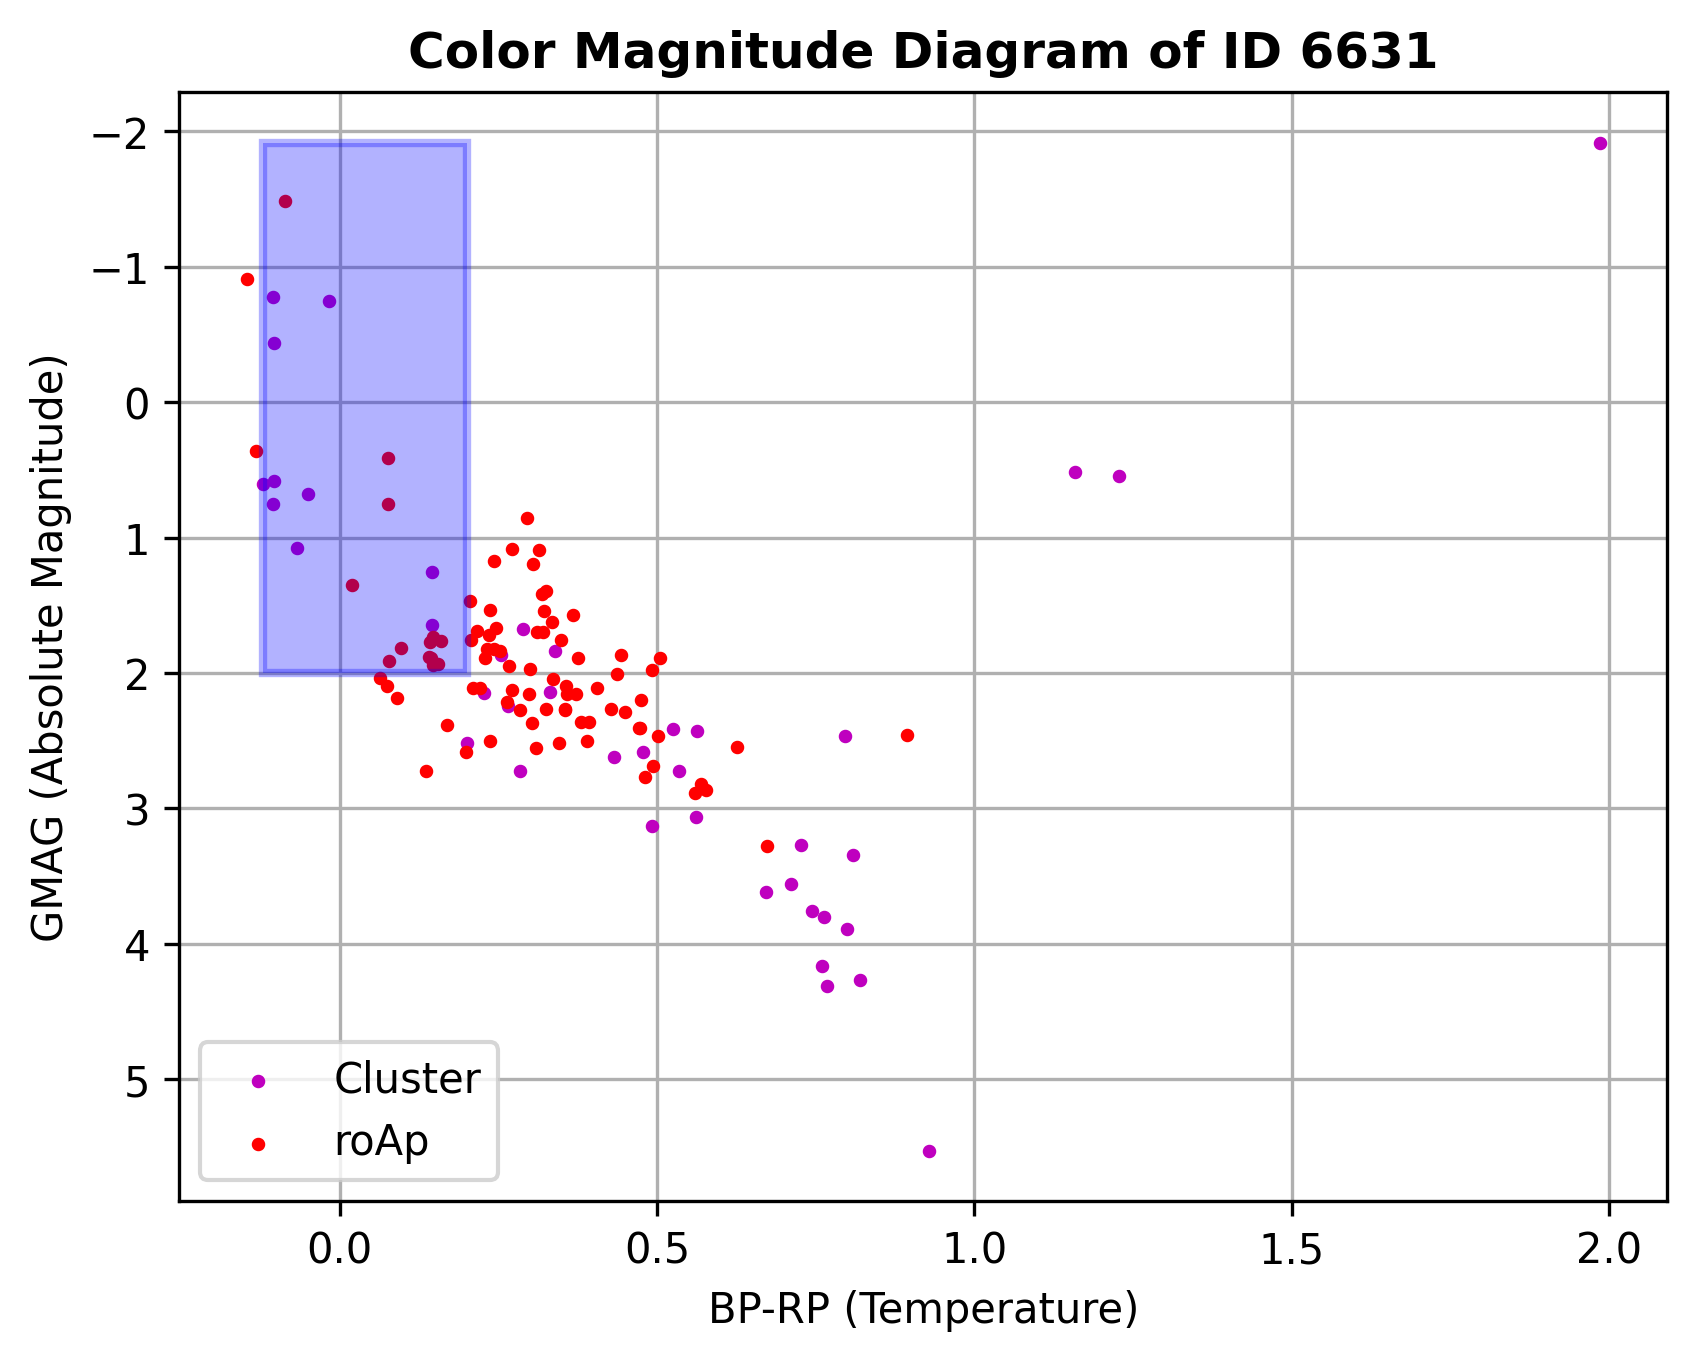 Color Magnitude Diagram of ID 6631
GMAG (Absolute Magnitude)
−2
−1
0
1
2
3
4
5
Cluster
roAp
0.0 0.5 1.0 1.5 2.0
BP-RP (Temperature)